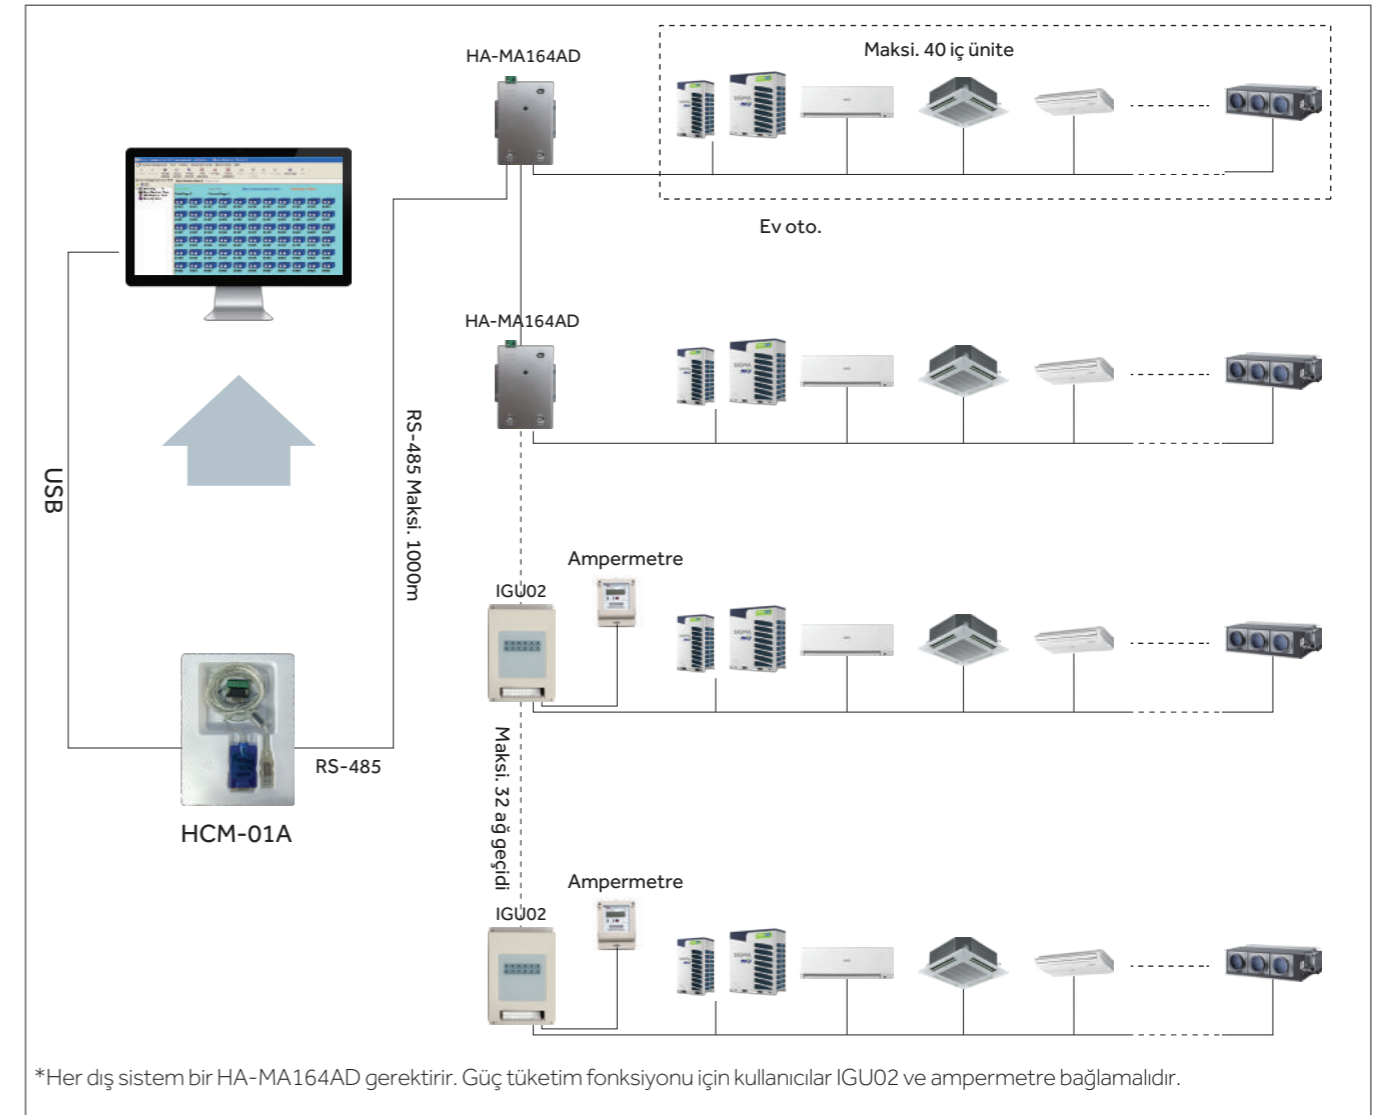 HA-MA164AD
Maksi. 40 iç ünite
Ev oto.
HA-MA164AD
USB
RS-485 Maksi. 1000m
Ampermetre
IGU02
RS-485
HCM-01A
Maksi. 32 ağ geçidi
Ampermetre
IGU02
*Her dış sistem bir HA-MA164AD gerektirir. Güç tüketim fonksiyonu için kullanıcılar IGU02 ve ampermetre bağlamalıdır.